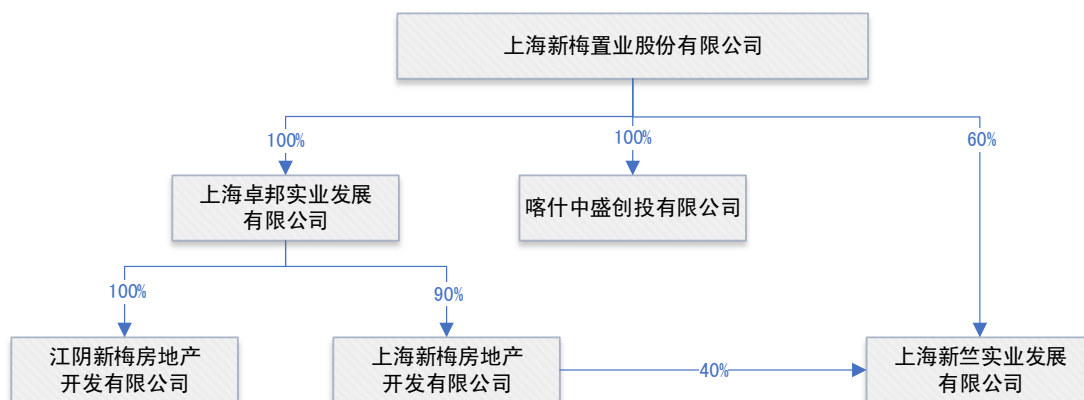 上海新梅置业股份有限公司
100%
100%
60%
上海卓邦实业发展
有限公司
喀什中盛创投有限公司
100%
90%
江阴新梅房地产
开发有限公司
上海新梅房地产
开发有限公司
40%
上海新竺实业发展
有限公司